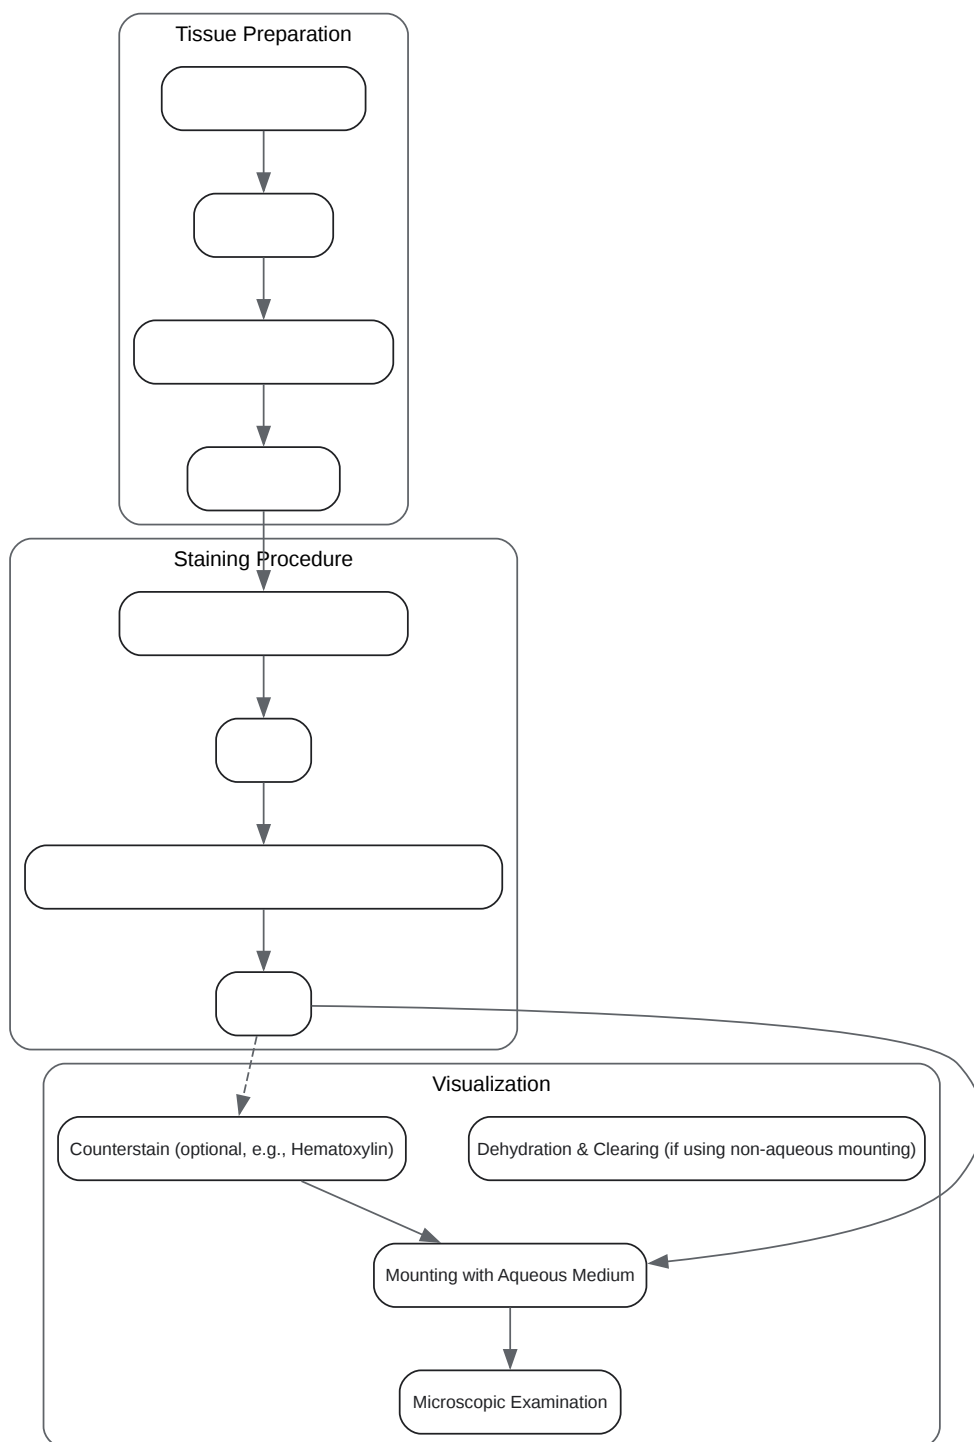 Tissue Preparation
Staining Procedure
Visualization
Counterstain (optional, e.g., Hematoxylin)
Dehydration & Clearing (if using non-aqueous mounting)
Mounting with Aqueous Medium
Microscopic Examination